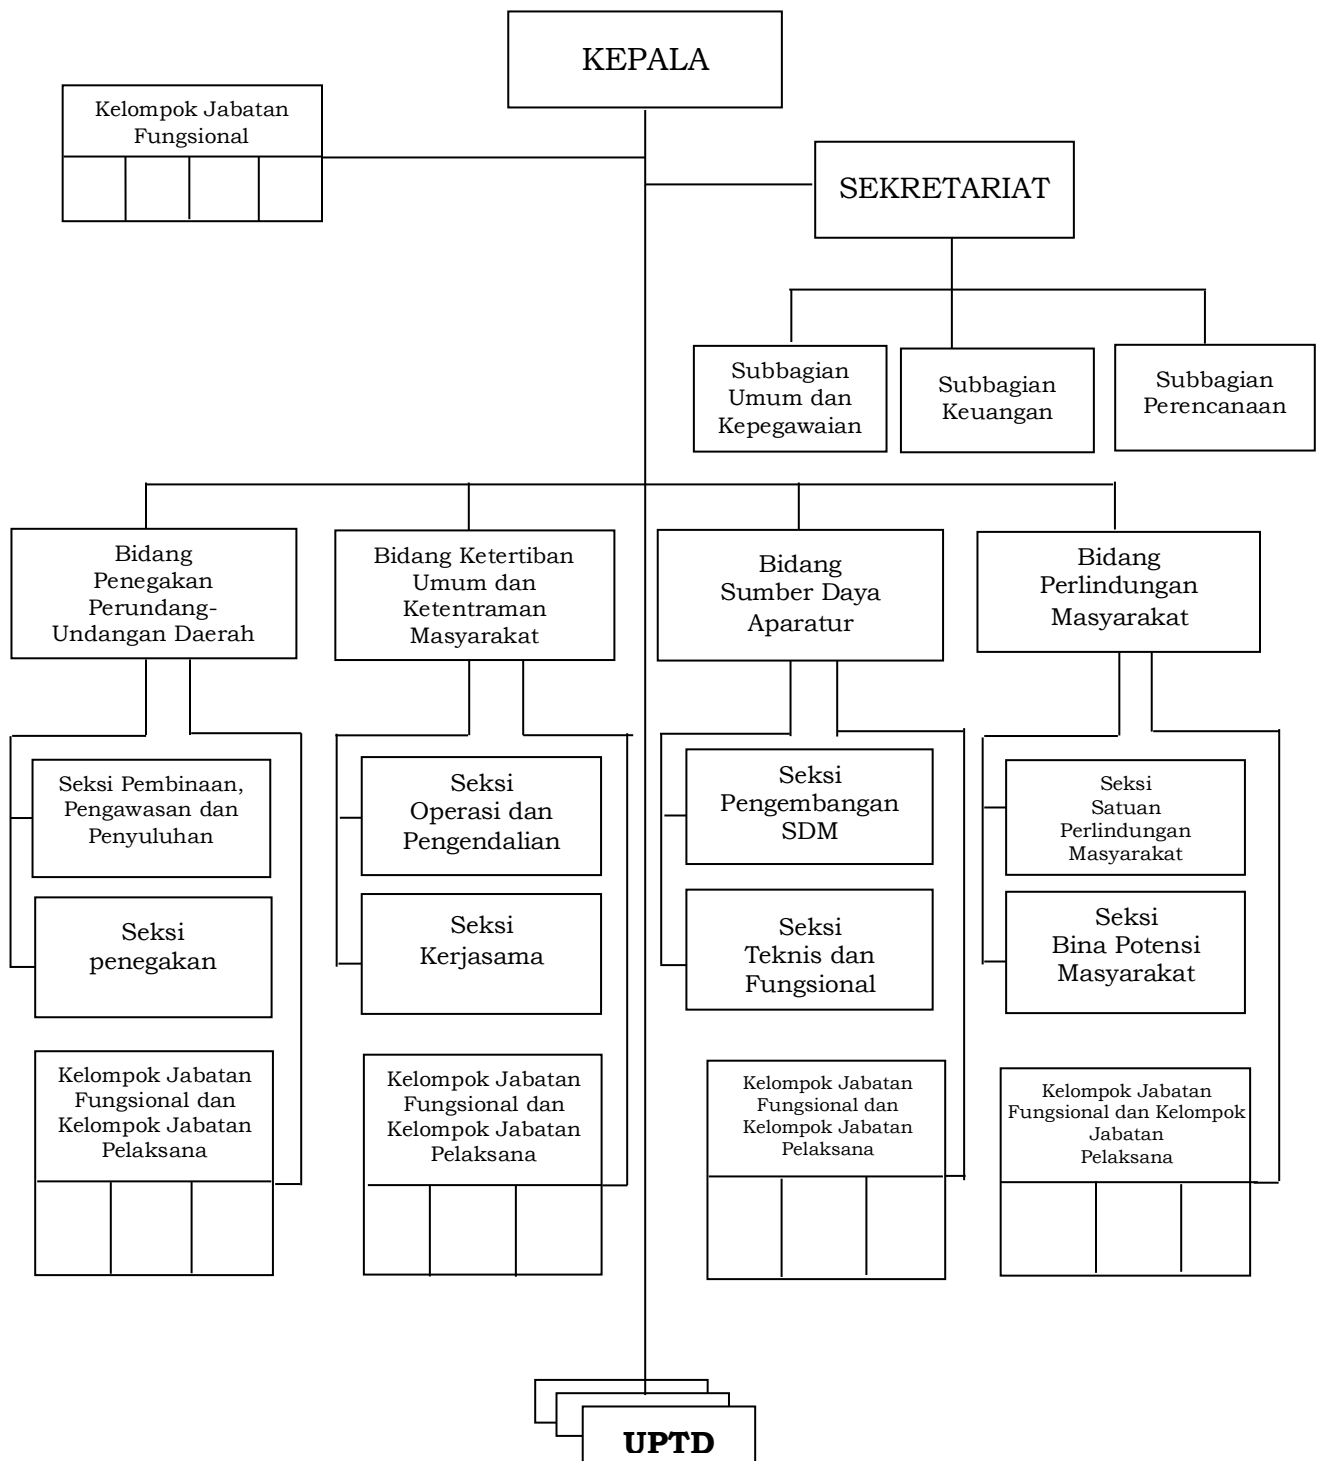 KEPALA
Kelompok Jabatan
Fungsional
SEKRETARIAT
Subbagian
Umum dan
Kepegawaian
Subbagian
Keuangan
Subbagian
Perencanaan
Bidang
Penegakan
Perundang-
Undangan Daerah
Bidang Ketertiban
Umum dan
Ketentraman
Masyarakat
Bidang
Sumber Daya
Aparatur
Bidang
Perlindungan
Masyarakat
Seksi Pembinaan,
Pengawasan dan
Penyuluhan
Seksi
Operasi dan
Pengendalian
Seksi
Pengembangan
SDM
Seksi
Satuan
Perlindungan
Masyarakat
Seksi
penegakan
Seksi
Kerjasama
Seksi
Teknis dan
Fungsional
Seksi
Bina Potensi
Masyarakat
Kelompok Jabatan
Fungsional dan
Kelompok Jabatan
Pelaksana
Kelompok Jabatan
Fungsional dan
Kelompok Jabatan
Pelaksana
Kelompok Jabatan
Fungsional dan
Kelompok Jabatan
Pelaksana
Kelompok Jabatan
Fungsional dan Kelompok
Jabatan
Pelaksana
UPTD